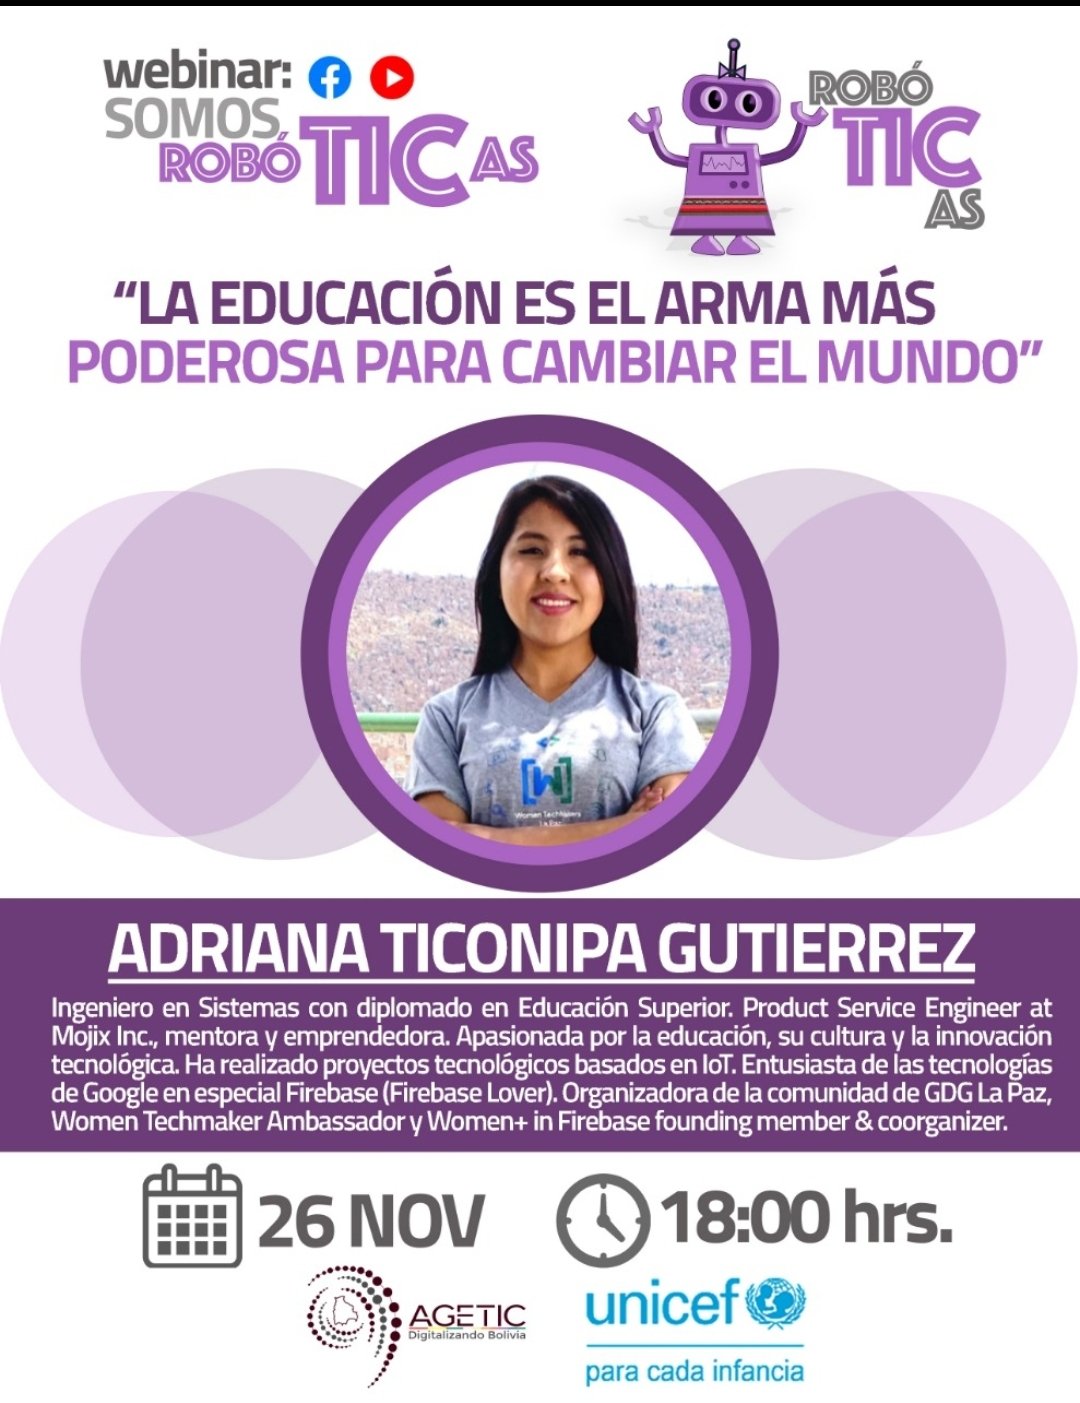 webinar:
SOMOS
ROBÓTICAS
ROBÓ
TIC
AS
“LA EDUCACIÓN ES EL ARMA MÁS
PODEROSA PARA CAMBIAR EL MUNDO”
[W]
Women Techmakers
La Paz
ADRIANA TICONIPA GUTIERREZ
Ingeniero en Sistemas con diplomado en Educación Superior. Product Service Engineer at
Mojix Inc., mentora y emprendedora. Apasionada por la educación, su cultura y la innovación
tecnológica. Ha realizado proyectos tecnológicos basados en IoT. Entusiasta de las tecnologías
de Google en especial Firebase (Firebase Lover). Organizadora de la comunidad de GDG La Paz,
Women Techmaker Ambassador y Women+ in Firebase founding member & coorganizer.
26 NOV
18:00 hrs.
AGETIC
Digitalizando Bolivia
unicef
para cada infancia